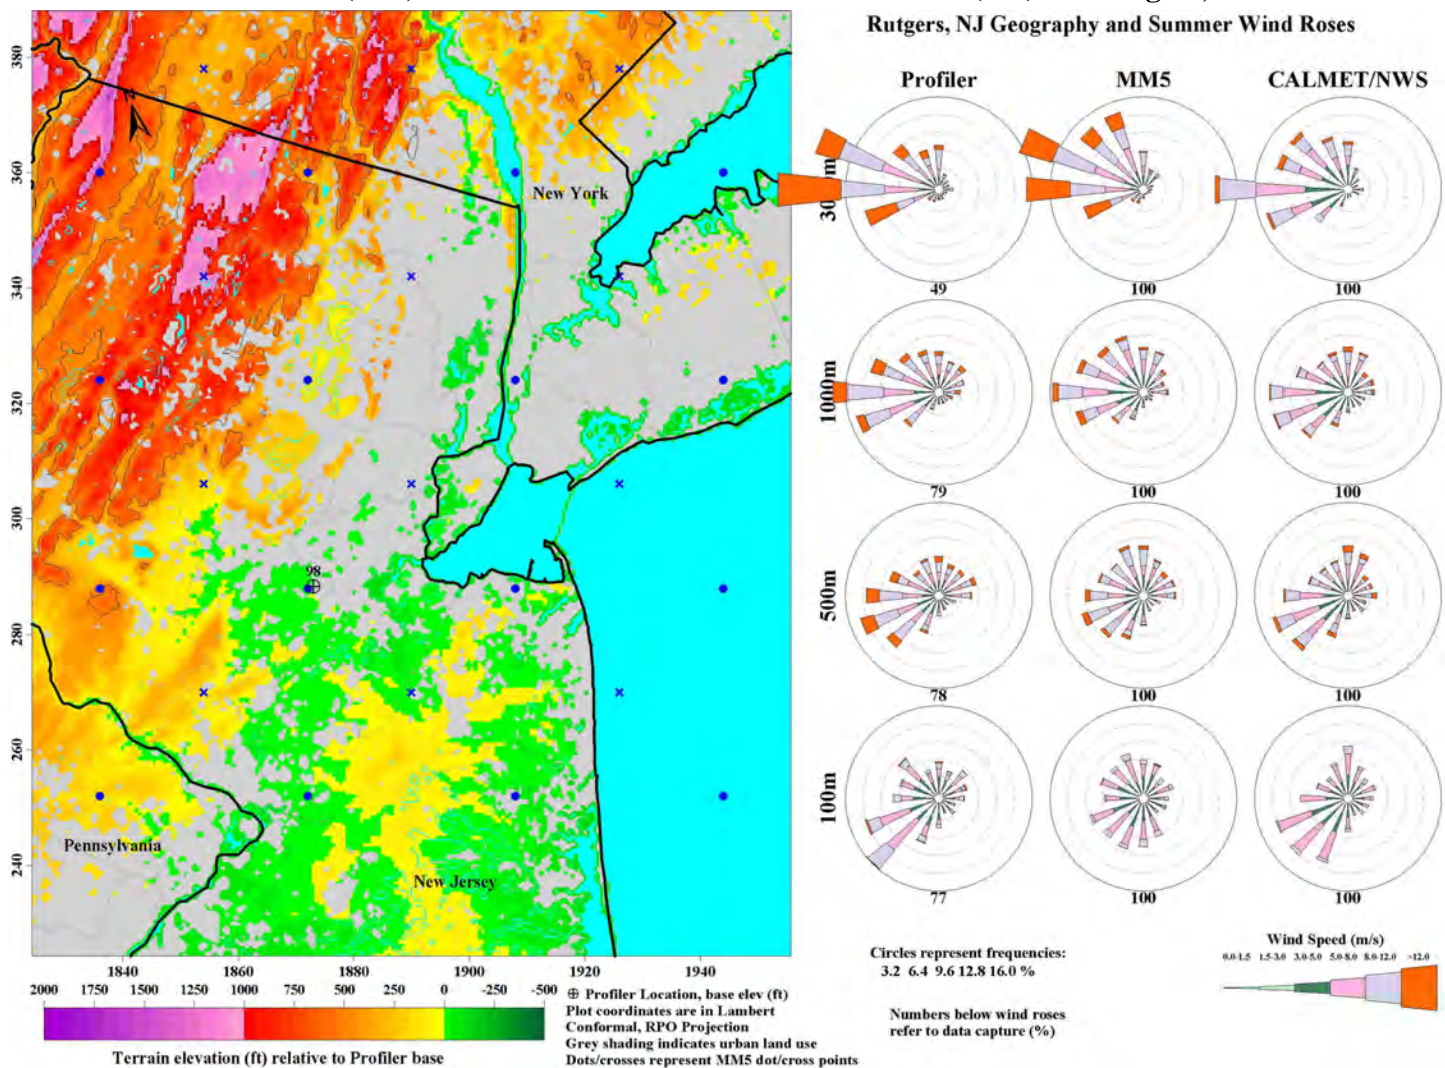 Rutgers, NJ Geography and Summer Wind Roses
Profiler MM5 CALMET/NWS
380
360
340
320
300
280
260
240
1840 1860 1880 1900 1920 1940
New York
98
Pennsylvania
New Jersey
49 100 100
1000m
79 100 100
500m
78 100 100
100m
77 100 100
2000 1750 1500 1250 1000 750 500 250 0 -250 -500
Terrain elevation (ft) relative to Profiler base
⊕ Profiler Location, base elev (ft)
Plot coordinates are in Lambert
Conformal, RPO Projection
Grey shading indicates urban land use
Dots/crosses represent MM5 dot/cross points
Circles represent frequencies:
3.2 6.4 9.6 12.8 16.0 %
Numbers below wind roses
refer to data capture (%)
Wind Speed (m/s)
0.0-1.5 1.5-3.0 3.0-5.0 5.0-8.0 8.0-12.0 >12.0